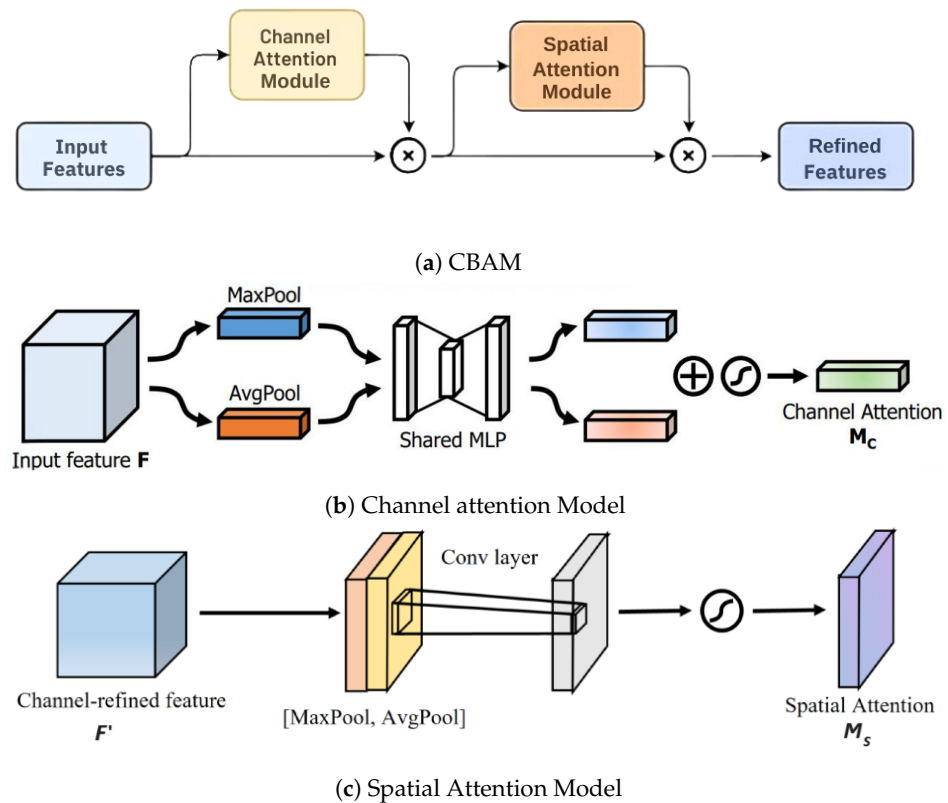 Channel
Attention
Module
Spatial
Attention
Module
Input
Features
×
×
Refined
Features
(a) CBAM
MaxPool
AvgPool
Shared MLP
Input feature F
Channel Attention
Mc
(b) Channel attention Model
Conv layer
Channel-refined feature
F'
[MaxPool, AvgPool]
Spatial Attention
Ms
(c) Spatial Attention Model